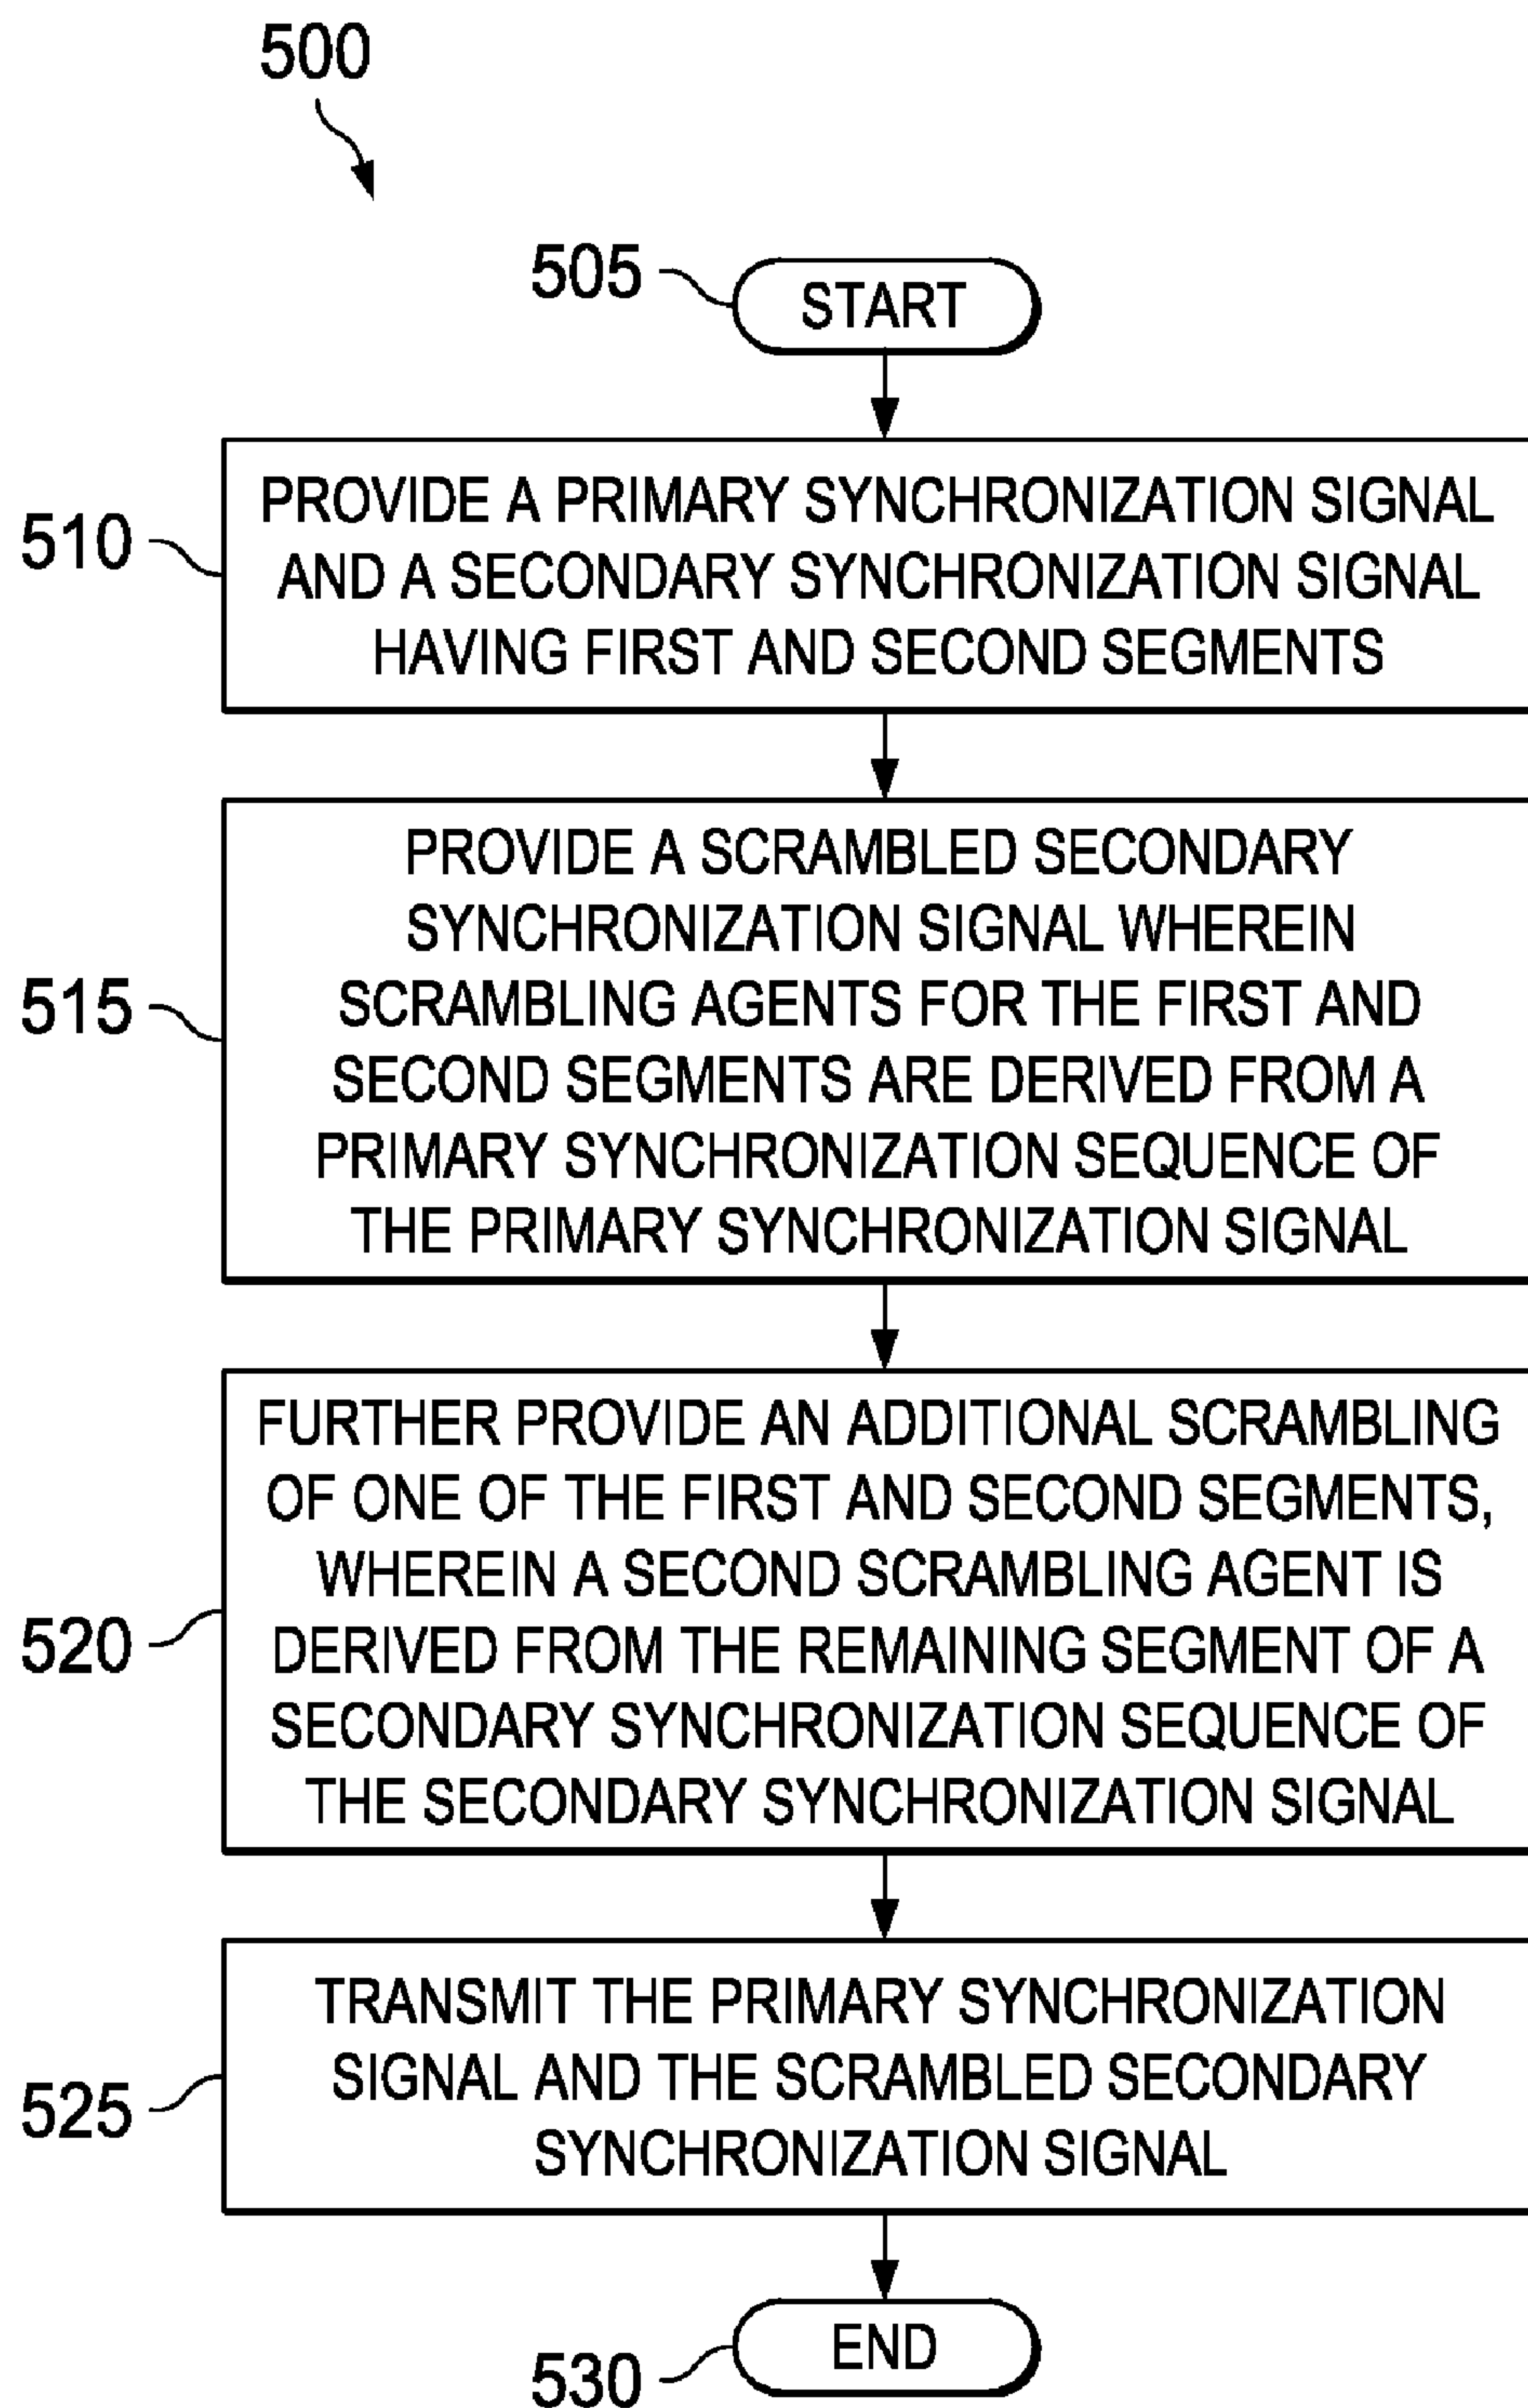 500
505
START
510
PROVIDE A PRIMARY SYNCHRONIZATION SIGNAL
AND A SECONDARY SYNCHRONIZATION SIGNAL
HAVING FIRST AND SECOND SEGMENTS
515
PROVIDE A SCRAMBLED SECONDARY
SYNCHRONIZATION SIGNAL WHEREIN
SCRAMBLING AGENTS FOR THE FIRST AND
SECOND SEGMENTS ARE DERIVED FROM A
PRIMARY SYNCHRONIZATION SEQUENCE OF
THE PRIMARY SYNCHRONIZATION SIGNAL
520
FURTHER PROVIDE AN ADDITIONAL SCRAMBLING
OF ONE OF THE FIRST AND SECOND SEGMENTS,
WHEREIN A SECOND SCRAMBLING AGENT IS
DERIVED FROM THE REMAINING SEGMENT OF A
SECONDARY SYNCHRONIZATION SEQUENCE OF
THE SECONDARY SYNCHRONIZATION SIGNAL
525
TRANSMIT THE PRIMARY SYNCHRONIZATION
SIGNAL AND THE SCRAMBLED SECONDARY
SYNCHRONIZATION SIGNAL
530
END